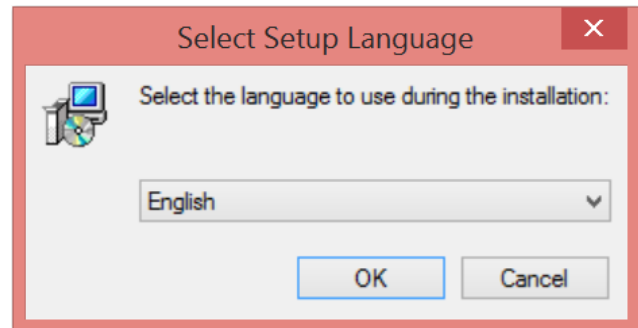 Select Setup Language
Select the language to use during the installation:
English
OK
Cancel